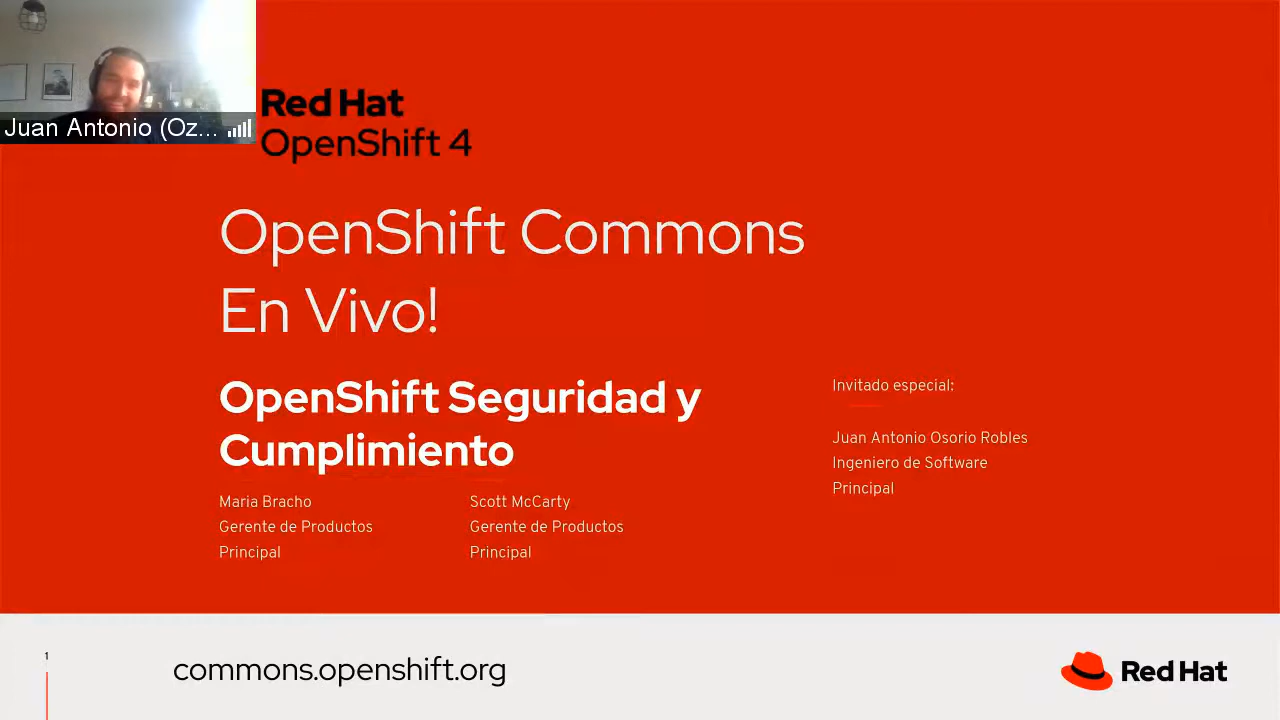 Juan Antonio (Oz...
Red Hat
OpenShift 4
OpenShift Commons
En Vivo!
OpenShift Seguridad y
Cumplimiento
Maria Bracho
Gerente de Productos
Principal
Scott McCarty
Gerente de Productos
Principal
Invitado especial:
Juan Antonio Osorio Robles
Ingeniero de Software
Principal
1
commons.openshift.org
Red Hat